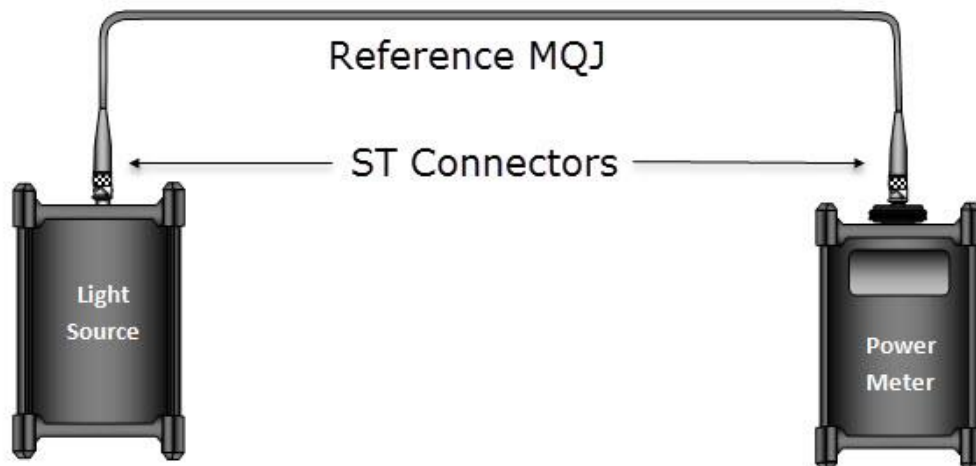 Reference MQJ
ST Connectors
Light
Source
Power
Meter